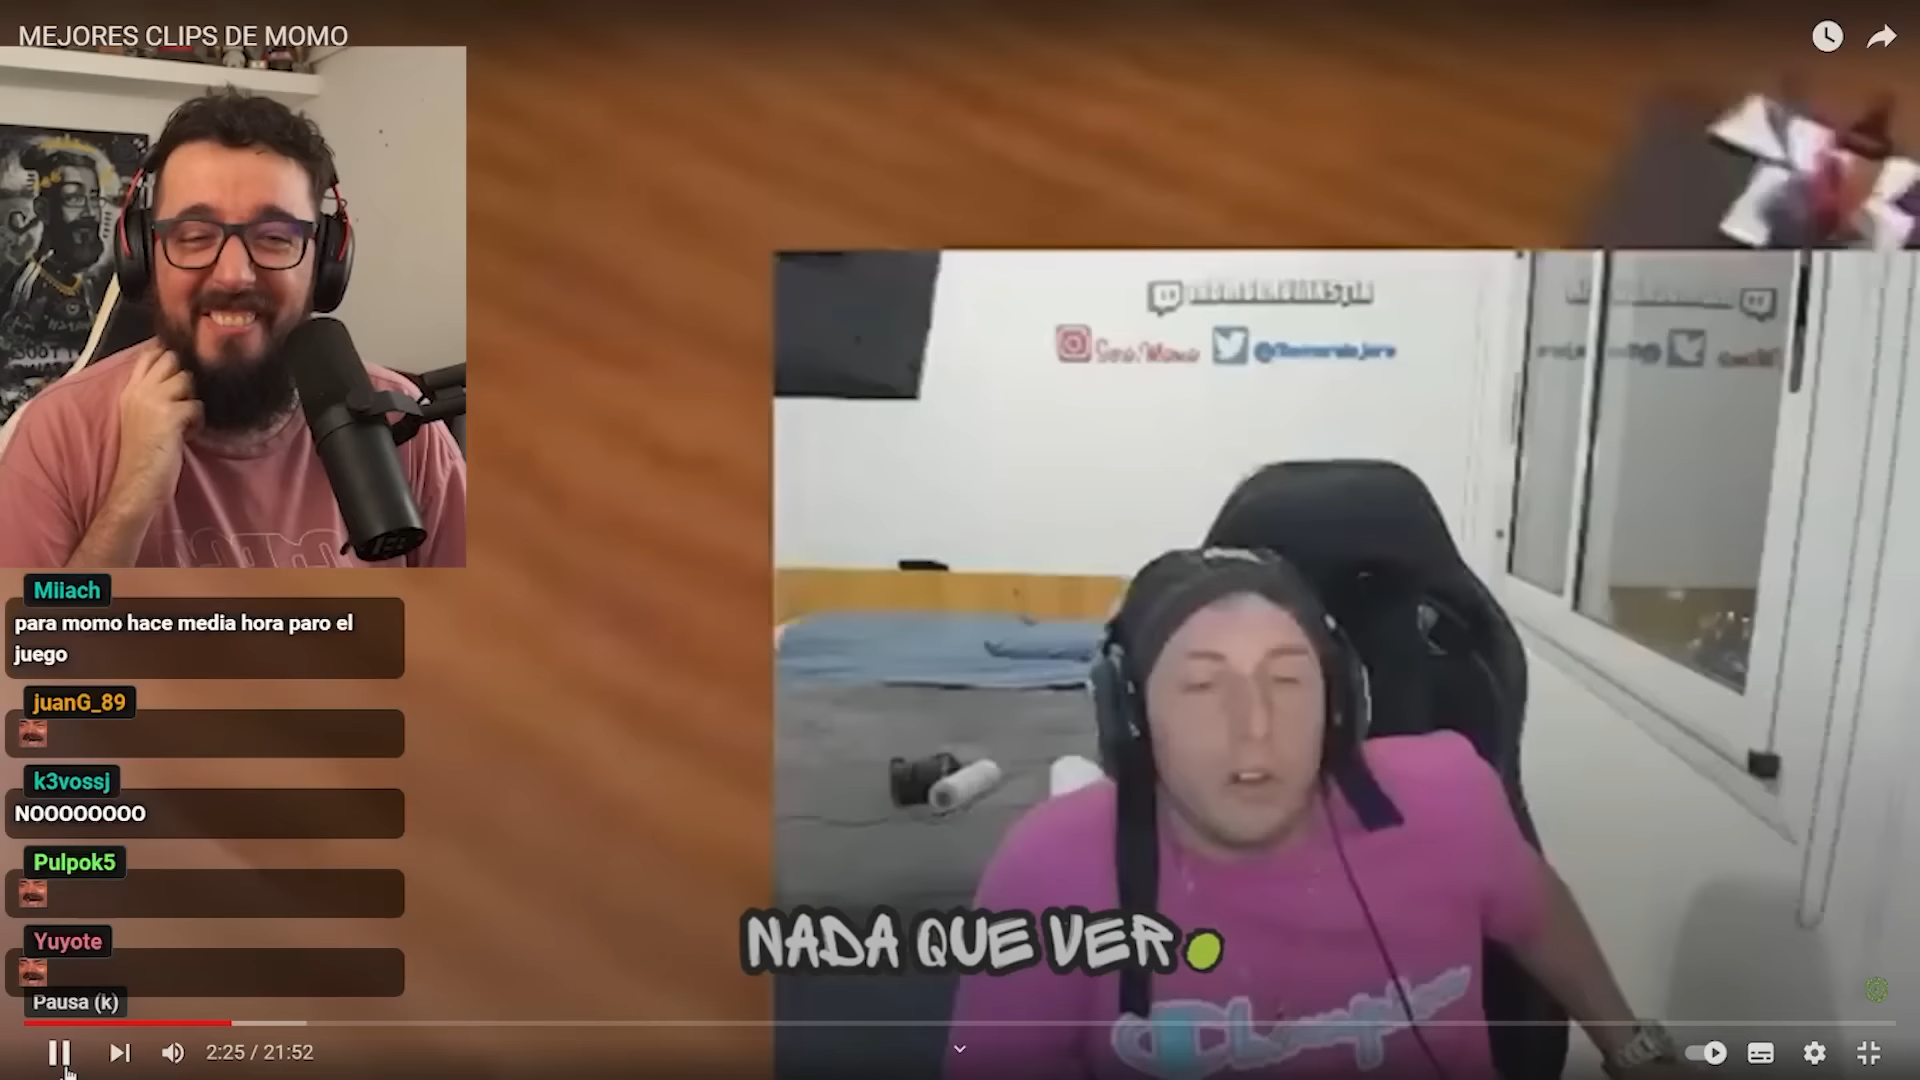 MEJORES CLIPS DE MOMO
Miiach
para momo hace media hora paro el
juego
juanG_89
k3vossj
NOOOOOOOO
Pulpok5
Yuyote
NADA QUE VER
Champion
Pausa (k)
2:25 / 21:52